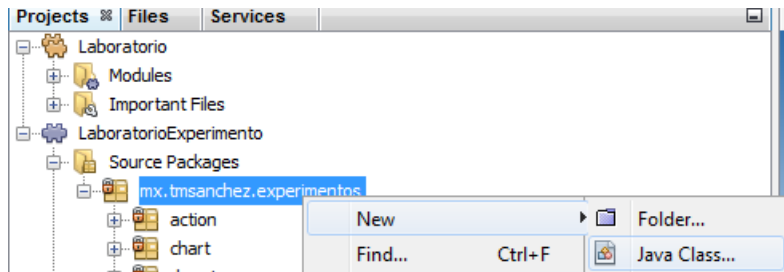 Projects Files Services
Laboratorio
Modules
Important Files
LaboratorioExperimento
Source Packages
mx.tmsanchez.experimentos
action New Folder...
chart Find... Ctrl+F Java Class...